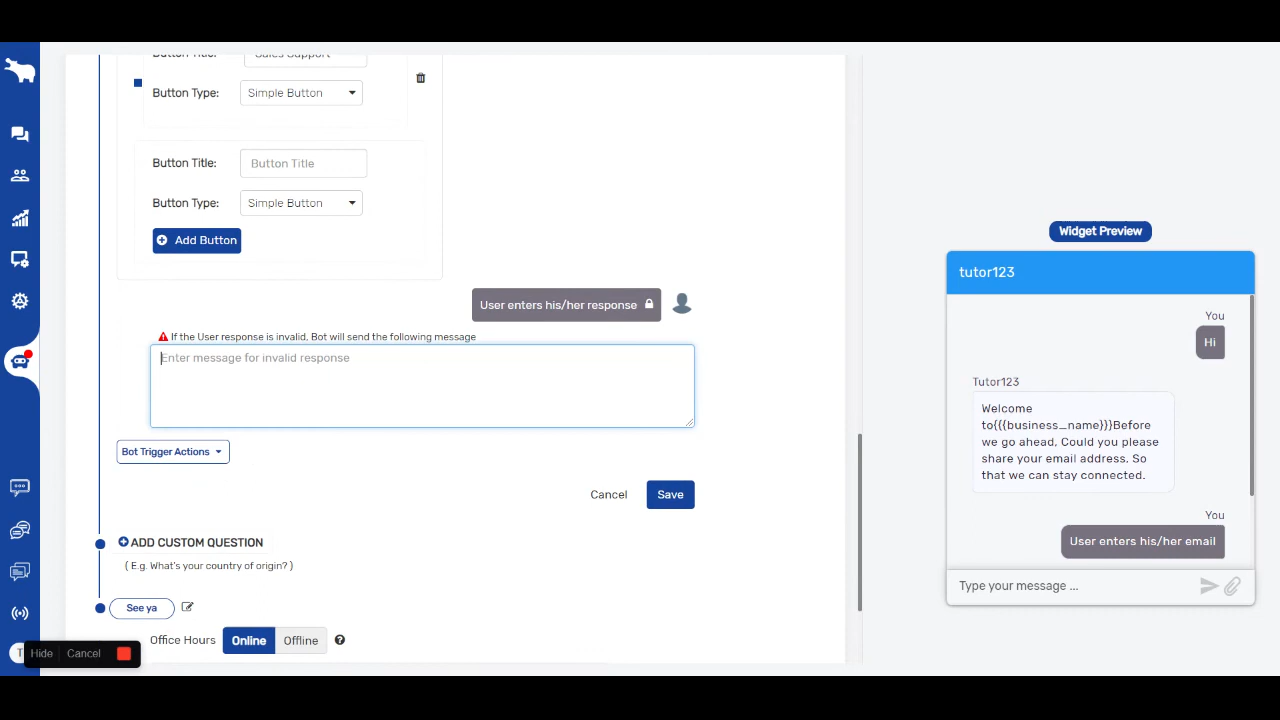 Button Title:
Sales Support
Button Type:
Simple Button
Button Title:
Button Title
Button Type:
Simple Button
Add Button
User enters his/her response
If the User response is invalid, Bot will send the following message
Enter message for invalid response
Bot Trigger Actions
Cancel
Save
ADD CUSTOM QUESTION
( E.g. What's your country of origin? )
See ya
Office Hours
Online
Offline
T
Hide
Cancel
Widget Preview
tutor123
You
Hi
Tutor123
Welcome
to{{{business_name}}}Before
we go ahead, Could you please
share your email address. So
that we can stay connected.
You
User enters his/her email
Type your message ...